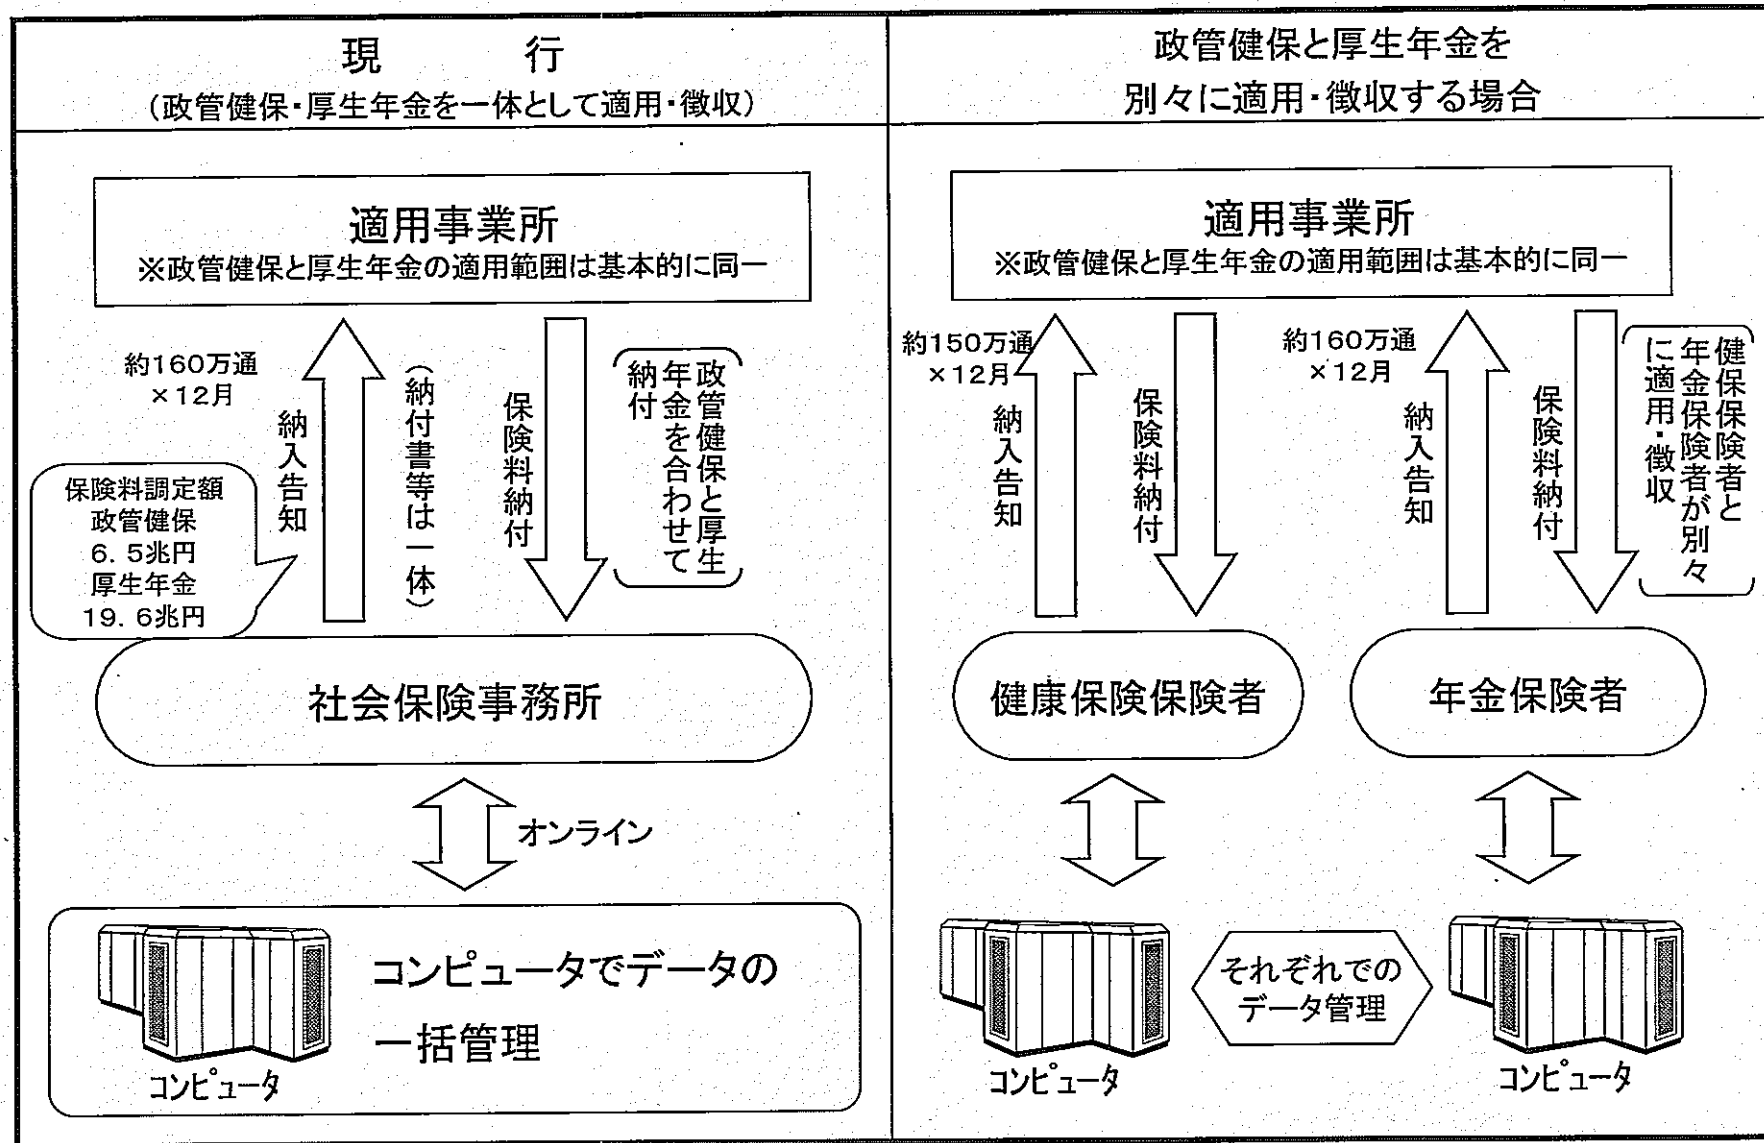 現　行
(政管健保・厚生年金を一体として適用・徴収)
適用事業所
※政管健保と厚生年金の適用範囲は基本的に同一
約160万通
×12月
納入告知
(納付書等は一体)
保険料納付
政管健保と厚生
年金を合わせて
納付
保険料調定額
政管健保
6.5兆円
厚生年金
19.6兆円
社会保険事務所
オンライン
コンピュータでデータの
一括管理
コンピュータ
政管健保と厚生年金を
別々に適用・徴収する場合
適用事業所
※政管健保と厚生年金の適用範囲は基本的に同一
約150万通
×12月
納入告知
保険料納付
約160万通
×12月
納入告知
保険料納付
健保保険者と
年金保険者が別々
に適用・徴収
健康保険保険者
年金保険者
それぞれでの
データ管理
コンピュータ
コンピュータ